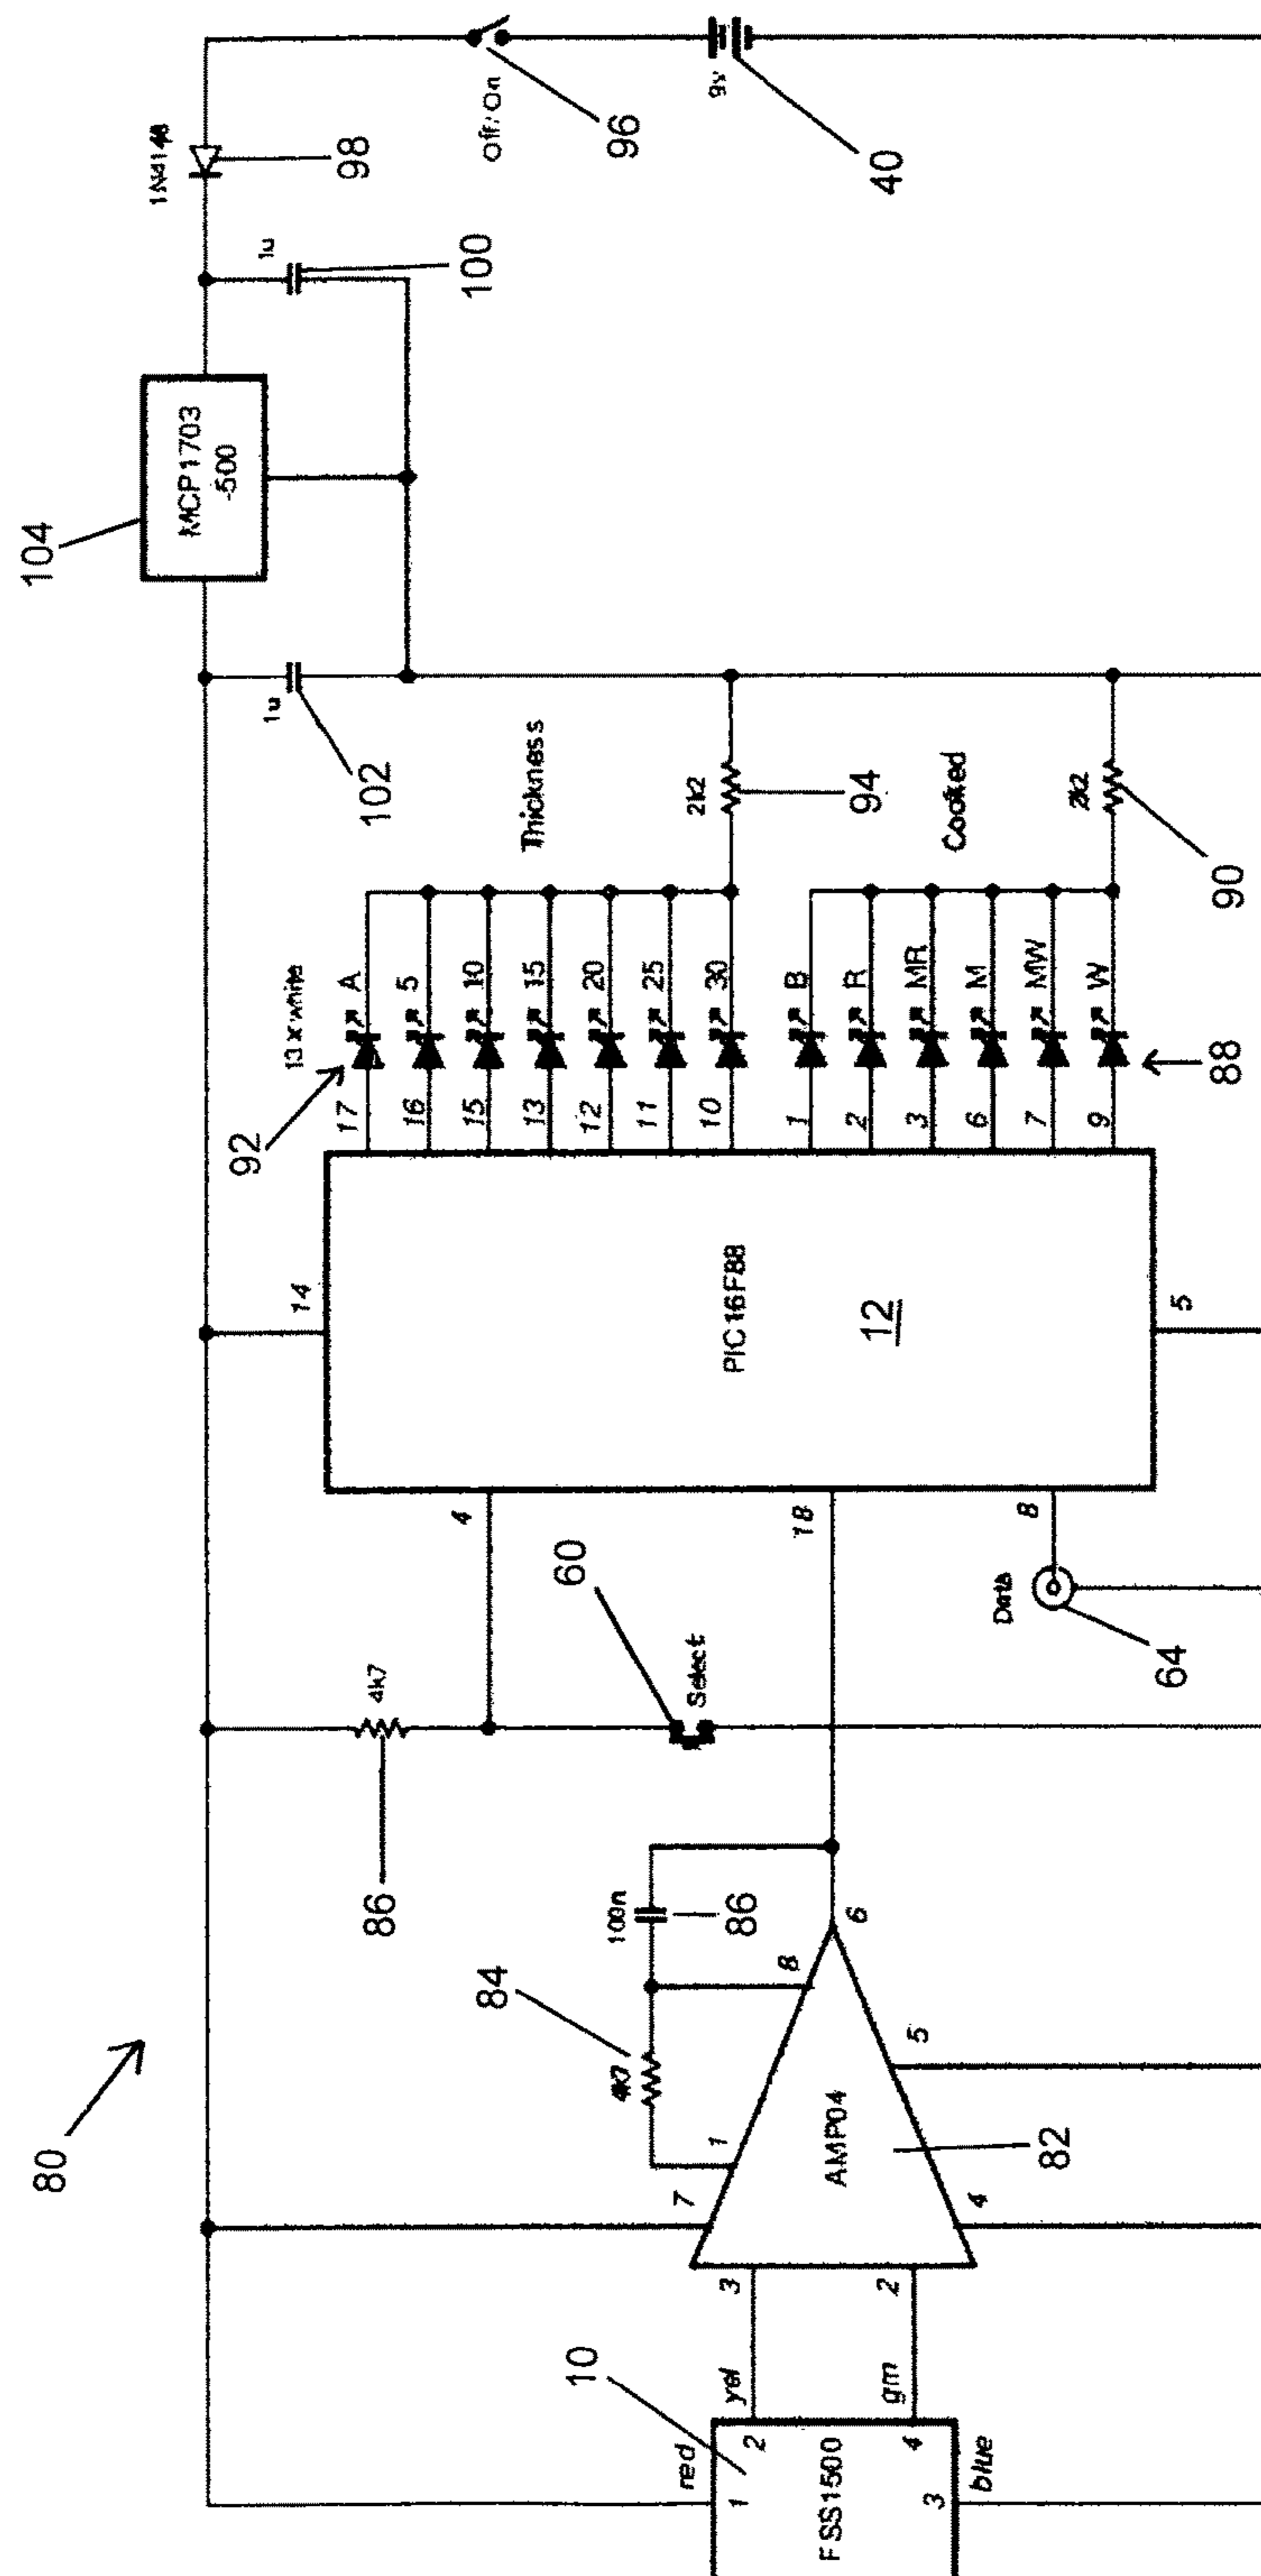 80
104
MCP1703
-500
1N4148
98
1u
100
1u
102
Off/On
96
9v
40
92
13 x white
Thickness
17
A
16
5
15
10
13
15
12
20
11
25
10
30
2k2
94
Cooked
1
B
2
R
3
MR
6
M
7
MW
9
W
2k2
90
88
14
PIC16F88
12
5
4
18
8
Data
64
4k7
86
60
Select
100n
86
84
4k7
7
1
8
6
3
2
4
5
AMP04
82
10
red
yel
grn
blue
1
2
4
3
FSS1500